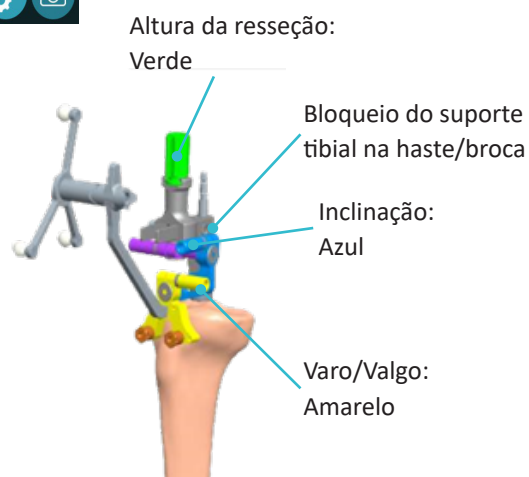 Altura da resseção:
Verde
Bloqueio do suporte
tibial na haste/broca
Inclinação:
Azul
Varo/Valgo:
Amarelo